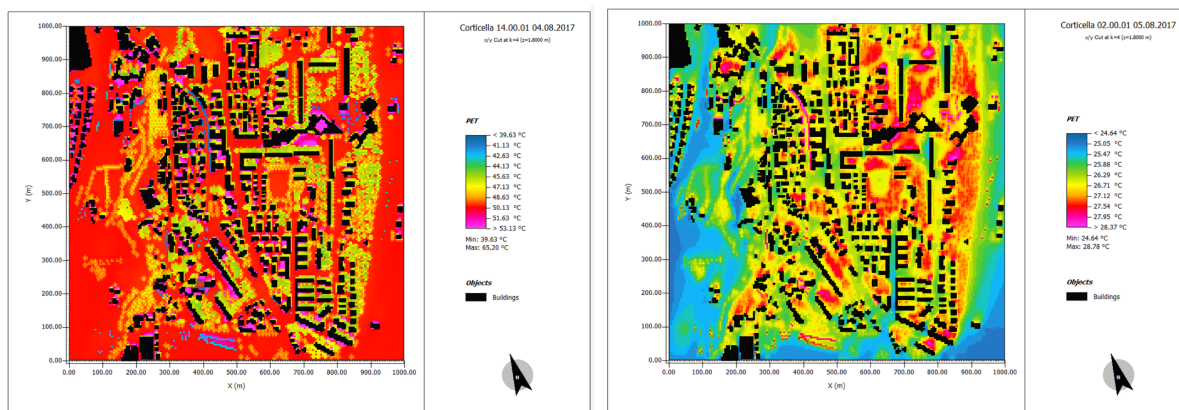 Corticella 14.00.01 04.08.2017
x/y Cut at k=4 (z=1.8000 m)
1000.00
900.00
800.00
700.00
600.00
500.00
400.00
300.00
200.00
100.00
0.00
Y (m)
0.00 100.00 200.00 300.00 400.00 500.00 600.00 700.00 800.00 900.00 1000.00
X (m)
PET
< 39.63 °C
41.13 °C
42.63 °C
44.13 °C
45.63 °C
47.13 °C
48.63 °C
50.13 °C
51.63 °C
> 53.13 °C
Min: 39.63 °C
Max: 65.20 °C
Objects
Buildings
N
Corticella 02.00.01 05.08.2017
x/y Cut at k=4 (z=1.8000 m)
1000.00
900.00
800.00
700.00
600.00
500.00
400.00
300.00
200.00
100.00
0.00
Y (m)
0.00 100.00 200.00 300.00 400.00 500.00 600.00 700.00 800.00 900.00 1000.00
X (m)
PET
< 24.64 °C
25.05 °C
25.47 °C
25.88 °C
26.29 °C
26.71 °C
27.12 °C
27.54 °C
27.95 °C
> 28.37 °C
Min: 24.64 °C
Max: 28.78 °C
Objects
Buildings
N